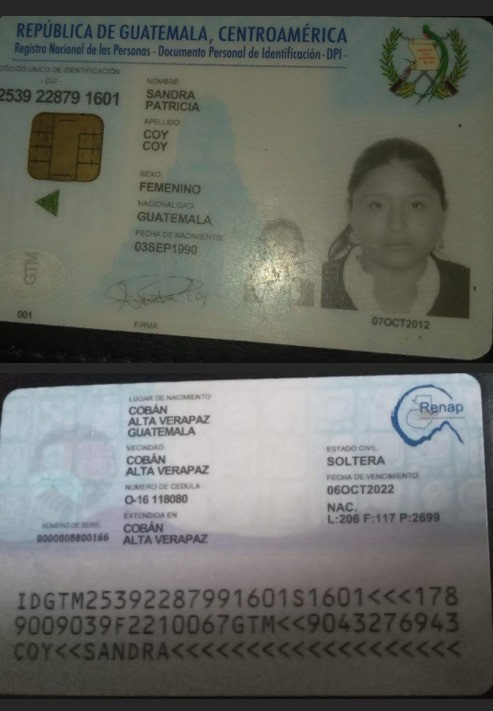 REPÚBLICA DE GUATEMALA, CENTROAMÉRICA
Registro Nacional de las Personas - Documento Personal de Identificación - DPI -
CÓDIGO ÚNICO DE IDENTIFICACIÓN
- CUI -
2539 22879 1601
NOMBRE:
SANDRA
PATRICIA
APELLIDO:
COY
COY
SEXO:
FEMENINO
NACIONALIDAD:
GUATEMALA
FECHA DE NACIMIENTO:
03SEP1990
GTM
001
FIRMA
07OCT2012
LUGAR DE NACIMIENTO
COBÁN
ALTA VERAPAZ
GUATEMALA
VECINDAD
COBÁN
ALTA VERAPAZ
NUMERO DE CEDULA
O-16 118080
EXTENDIDA EN
COBÁN
ALTA VERAPAZ
NUMERO DE SERIE
0000008800166
Renap
ESTADO CIVIL
SOLTERA
FECHA DE VENCIMIENTO:
06OCT2022
NAC.
L:206 F:117 P:2699
IDGTM25392287991601S1601<<<178
9009039F2210067GTM<<9043276943
COY<<SANDRA<<<<<<<<<<<<<<<<<<<